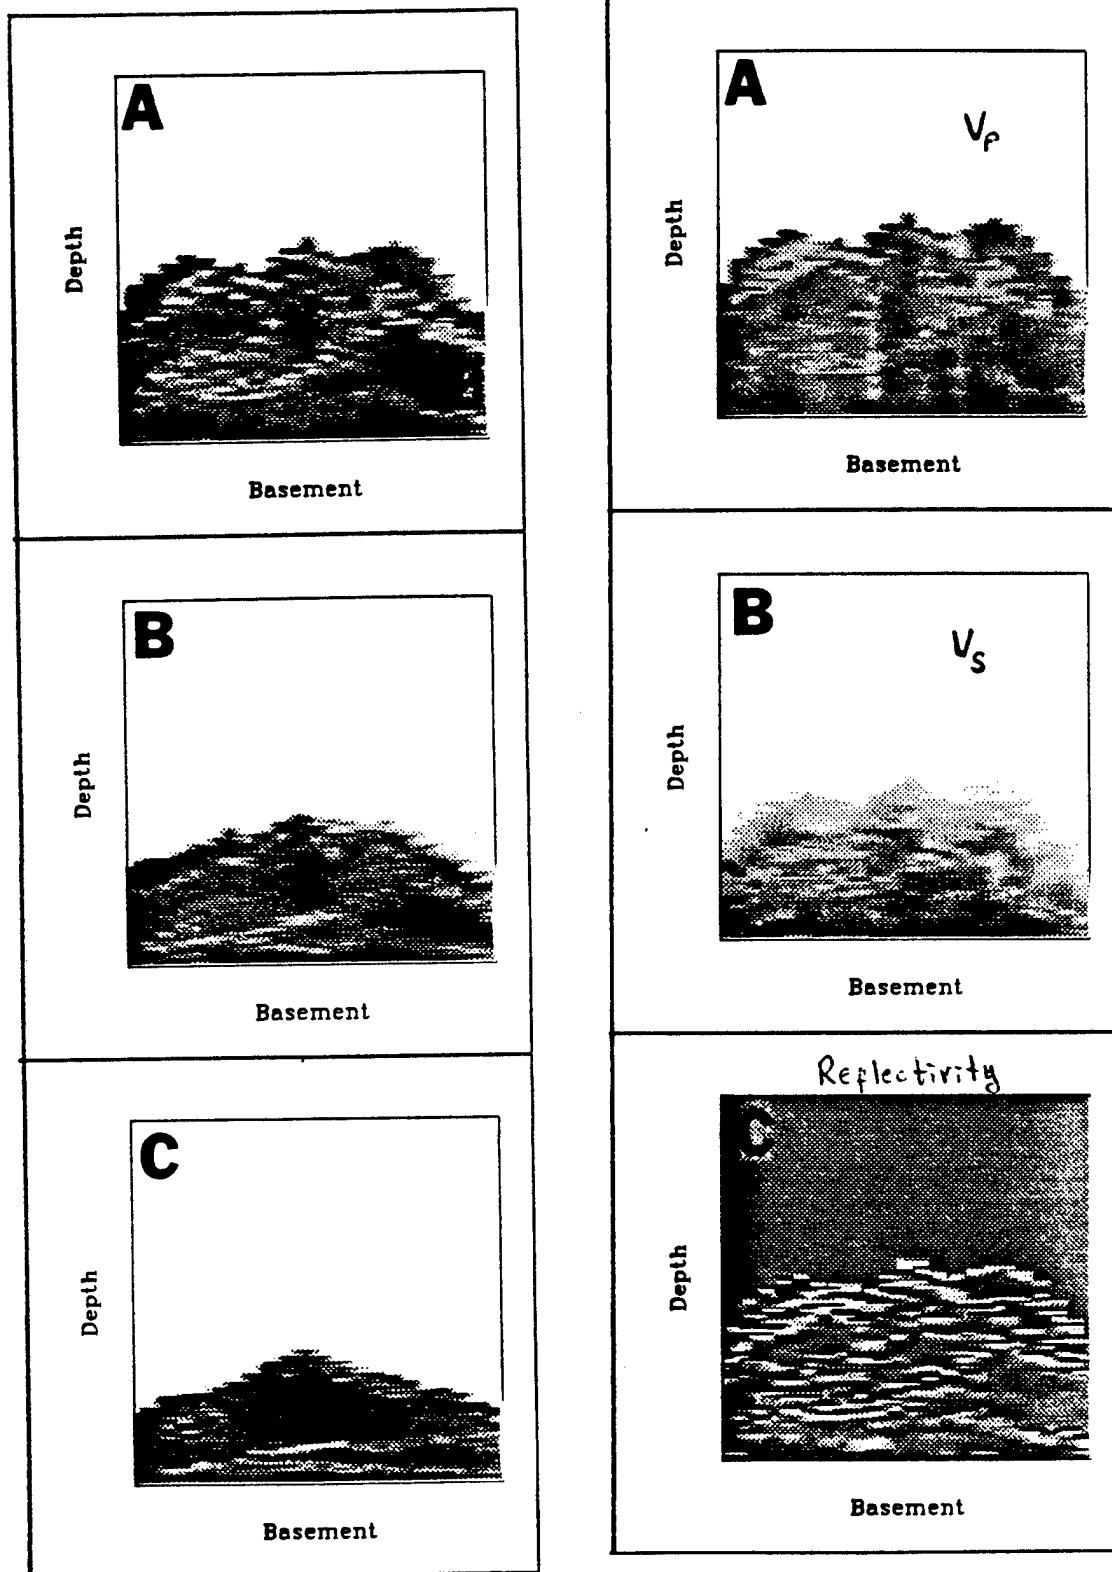 A
Depth
Basement
B
Depth
Basement
C
Depth
Basement
A
Vp
Depth
Basement
B
Vs
Depth
Basement
Reflectivity
C
Depth
Basement